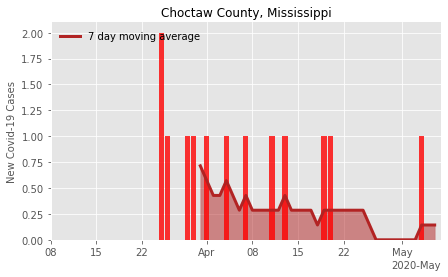 Choctaw County, Mississippi
7 day moving average
New Covid-19 Cases
2.00
1.75
1.50
1.25
1.00
0.75
0.50
0.25
0.00
08 15 22 Apr 08 15 22 May
2020-May